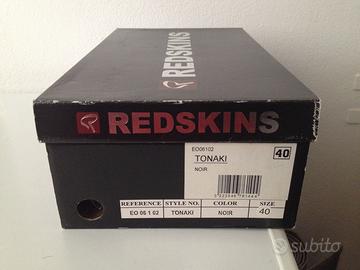 REDSKINS
REDSKINS
EO06102
TONAKI
40
NOIR
REFERENCE STYLE NO. COLOR SIZE
EO 06 1 02 TONAKI NOIR 40
subito